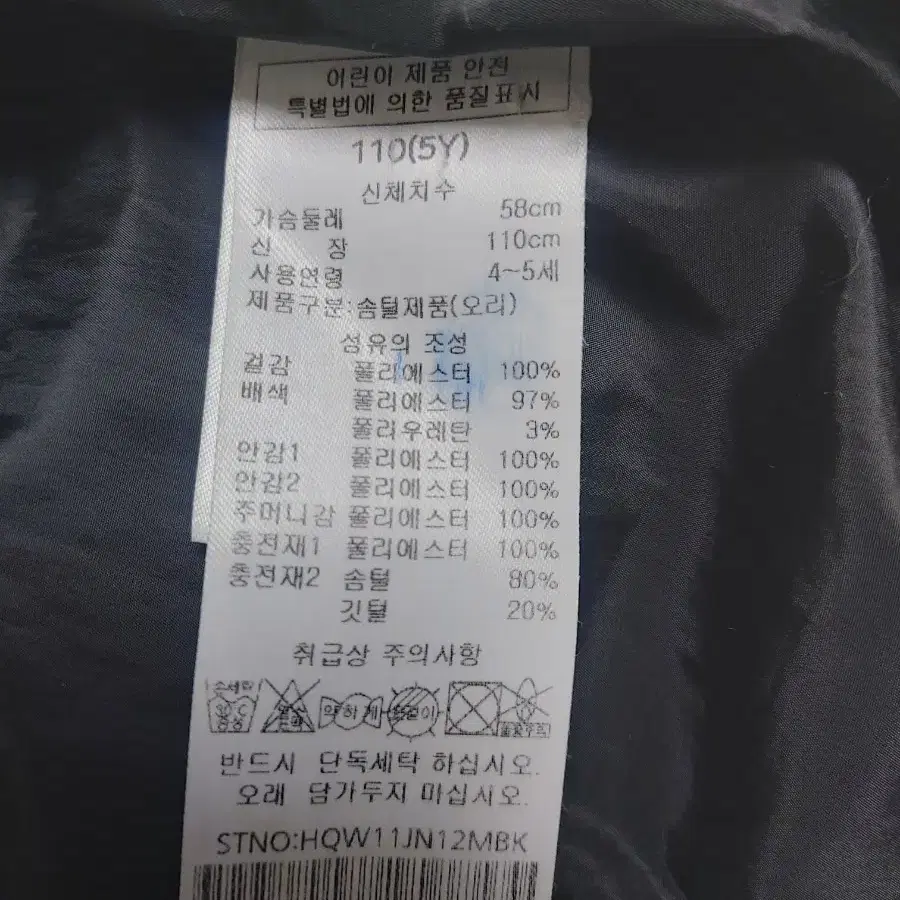 어린이 제품 안전
특별법에 의한 품질표시
110(5Y)
신체치수
가슴둘레 58cm
신 장 110cm
사용연령 4~5세
제품구분:솜털제품(오리)
섬유의 조성
겉감 폴리에스터 100%
배색 폴리에스터 97%
폴리우레탄 3%
안감1 폴리에스터 100%
안감2 폴리에스터 100%
주머니감 폴리에스터 100%
충전재1 폴리에스터 100%
충전재2 솜털 80%
깃털 20%
취급상 주의사항
손세탁
약하게
반드시 단독세탁 하십시오.
오래 담가두지 마십시오.
STNO:HQW11JN12MBK